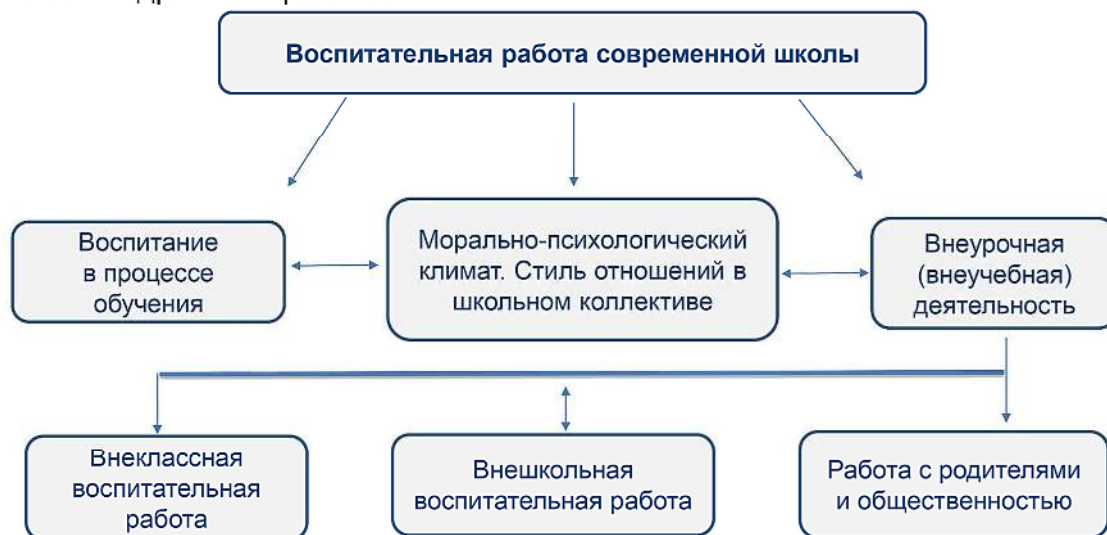 Воспитательная работа современной школы
Воспитание
в процессе
обучения
Морально-психологический
климат. Стиль отношений в
школьном коллективе
Внеурочная
(внеучебная)
деятельность
Внеклассная
воспитательная
работа
Внешкольная
воспитательная работа
Работа с родителями
и общественностью